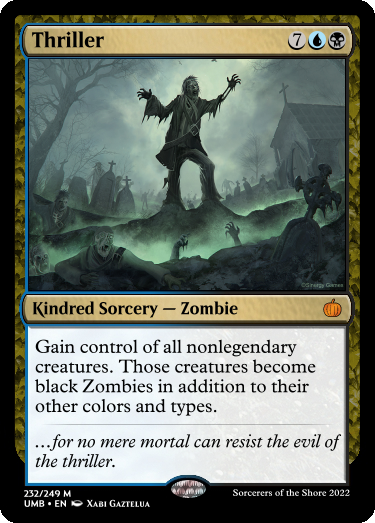 Thriller 7
©Sinergy Games
Kindred Sorcery — Zombie
Gain control of all nonlegendary
creatures. Those creatures become
black Zombies in addition to their
other colors and types.
…for no mere mortal can resist the evil of
the thriller.
232/249 M
Sorcerers of the Shore 2022
UMB • EN Xabi Gaztelua